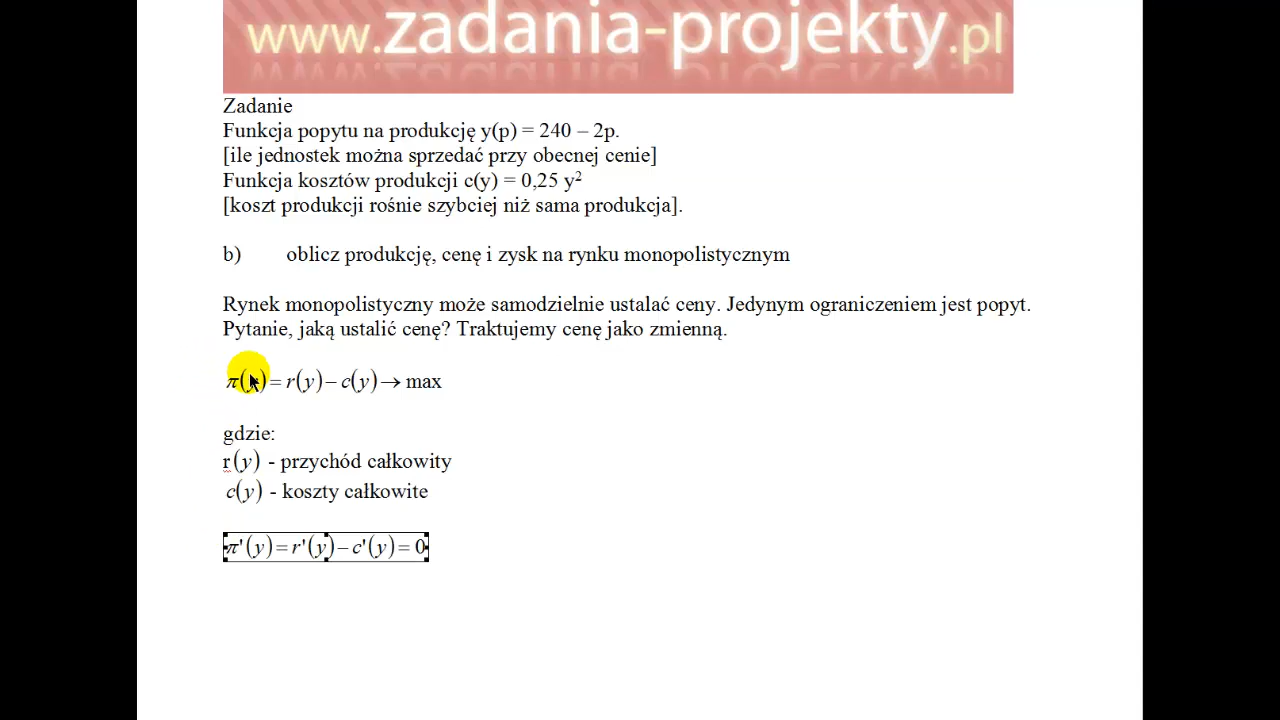 www.zadania-projekty.pl
Zadanie
Funkcja popytu na produkcję y(p) = 240 – 2p.
[ile jednostek można sprzedać przy obecnej cenie]
Funkcja kosztów produkcji c(y) = 0,25 y²
[koszt produkcji rośnie szybciej niż sama produkcja].
b) oblicz produkcję, cenę i zysk na rynku monopolistycznym
Rynek monopolistyczny może samodzielnie ustalać ceny. Jedynym ograniczeniem jest popyt.
Pytanie, jaką ustalić cenę? Traktujemy cenę jako zmienną.
π(y) = r(y) – c(y) → max
gdzie:
r(y) - przychód całkowity
c(y) - koszty całkowite
π'(y) = r'(y) – c'(y) = 0